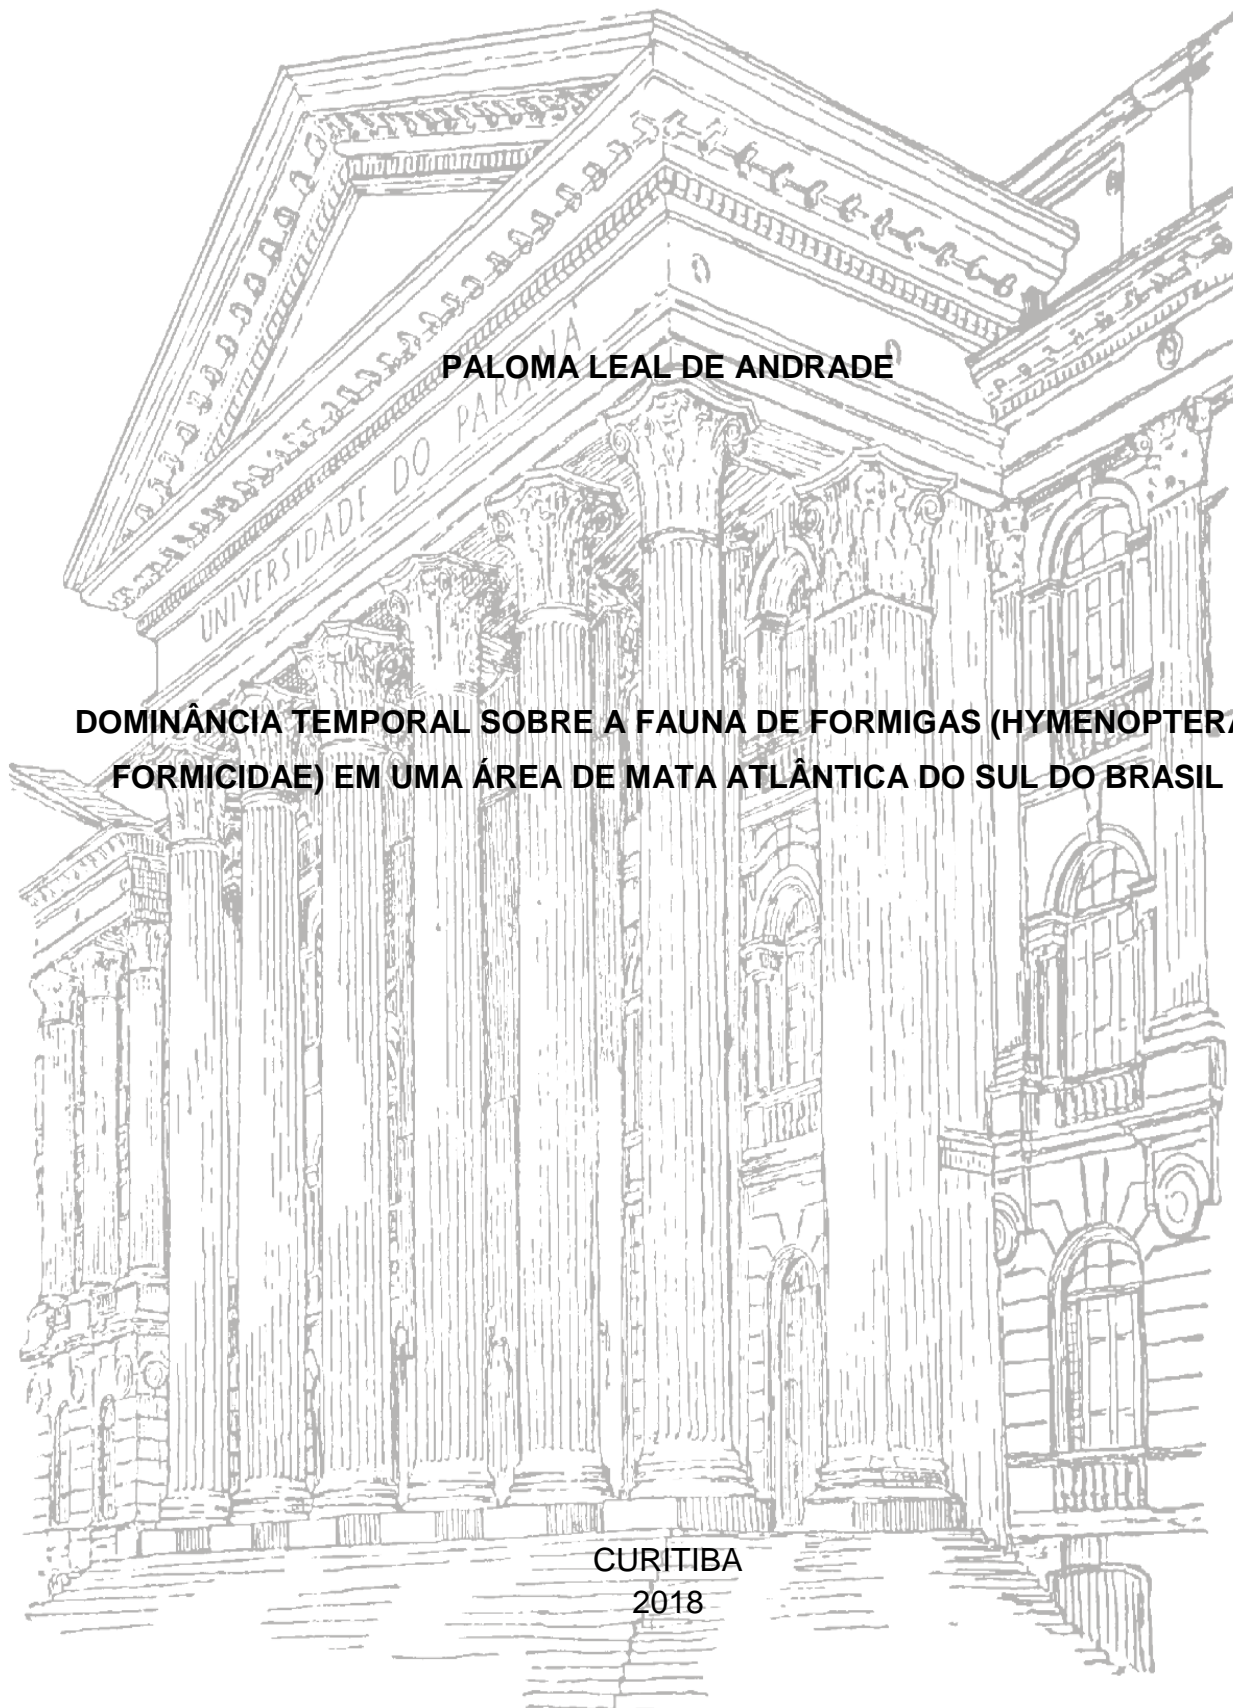 PALOMA LEAL DE ANDRADE
UNIVERSIDADE DO PARANÁ
DOMINÂNCIA TEMPORAL SOBRE A FAUNA DE FORMIGAS (HYMENOPTERA
FORMICIDAE) EM UMA ÁREA DE MATA ATLÂNTICA DO SUL DO BRASIL
CURITIBA
2018